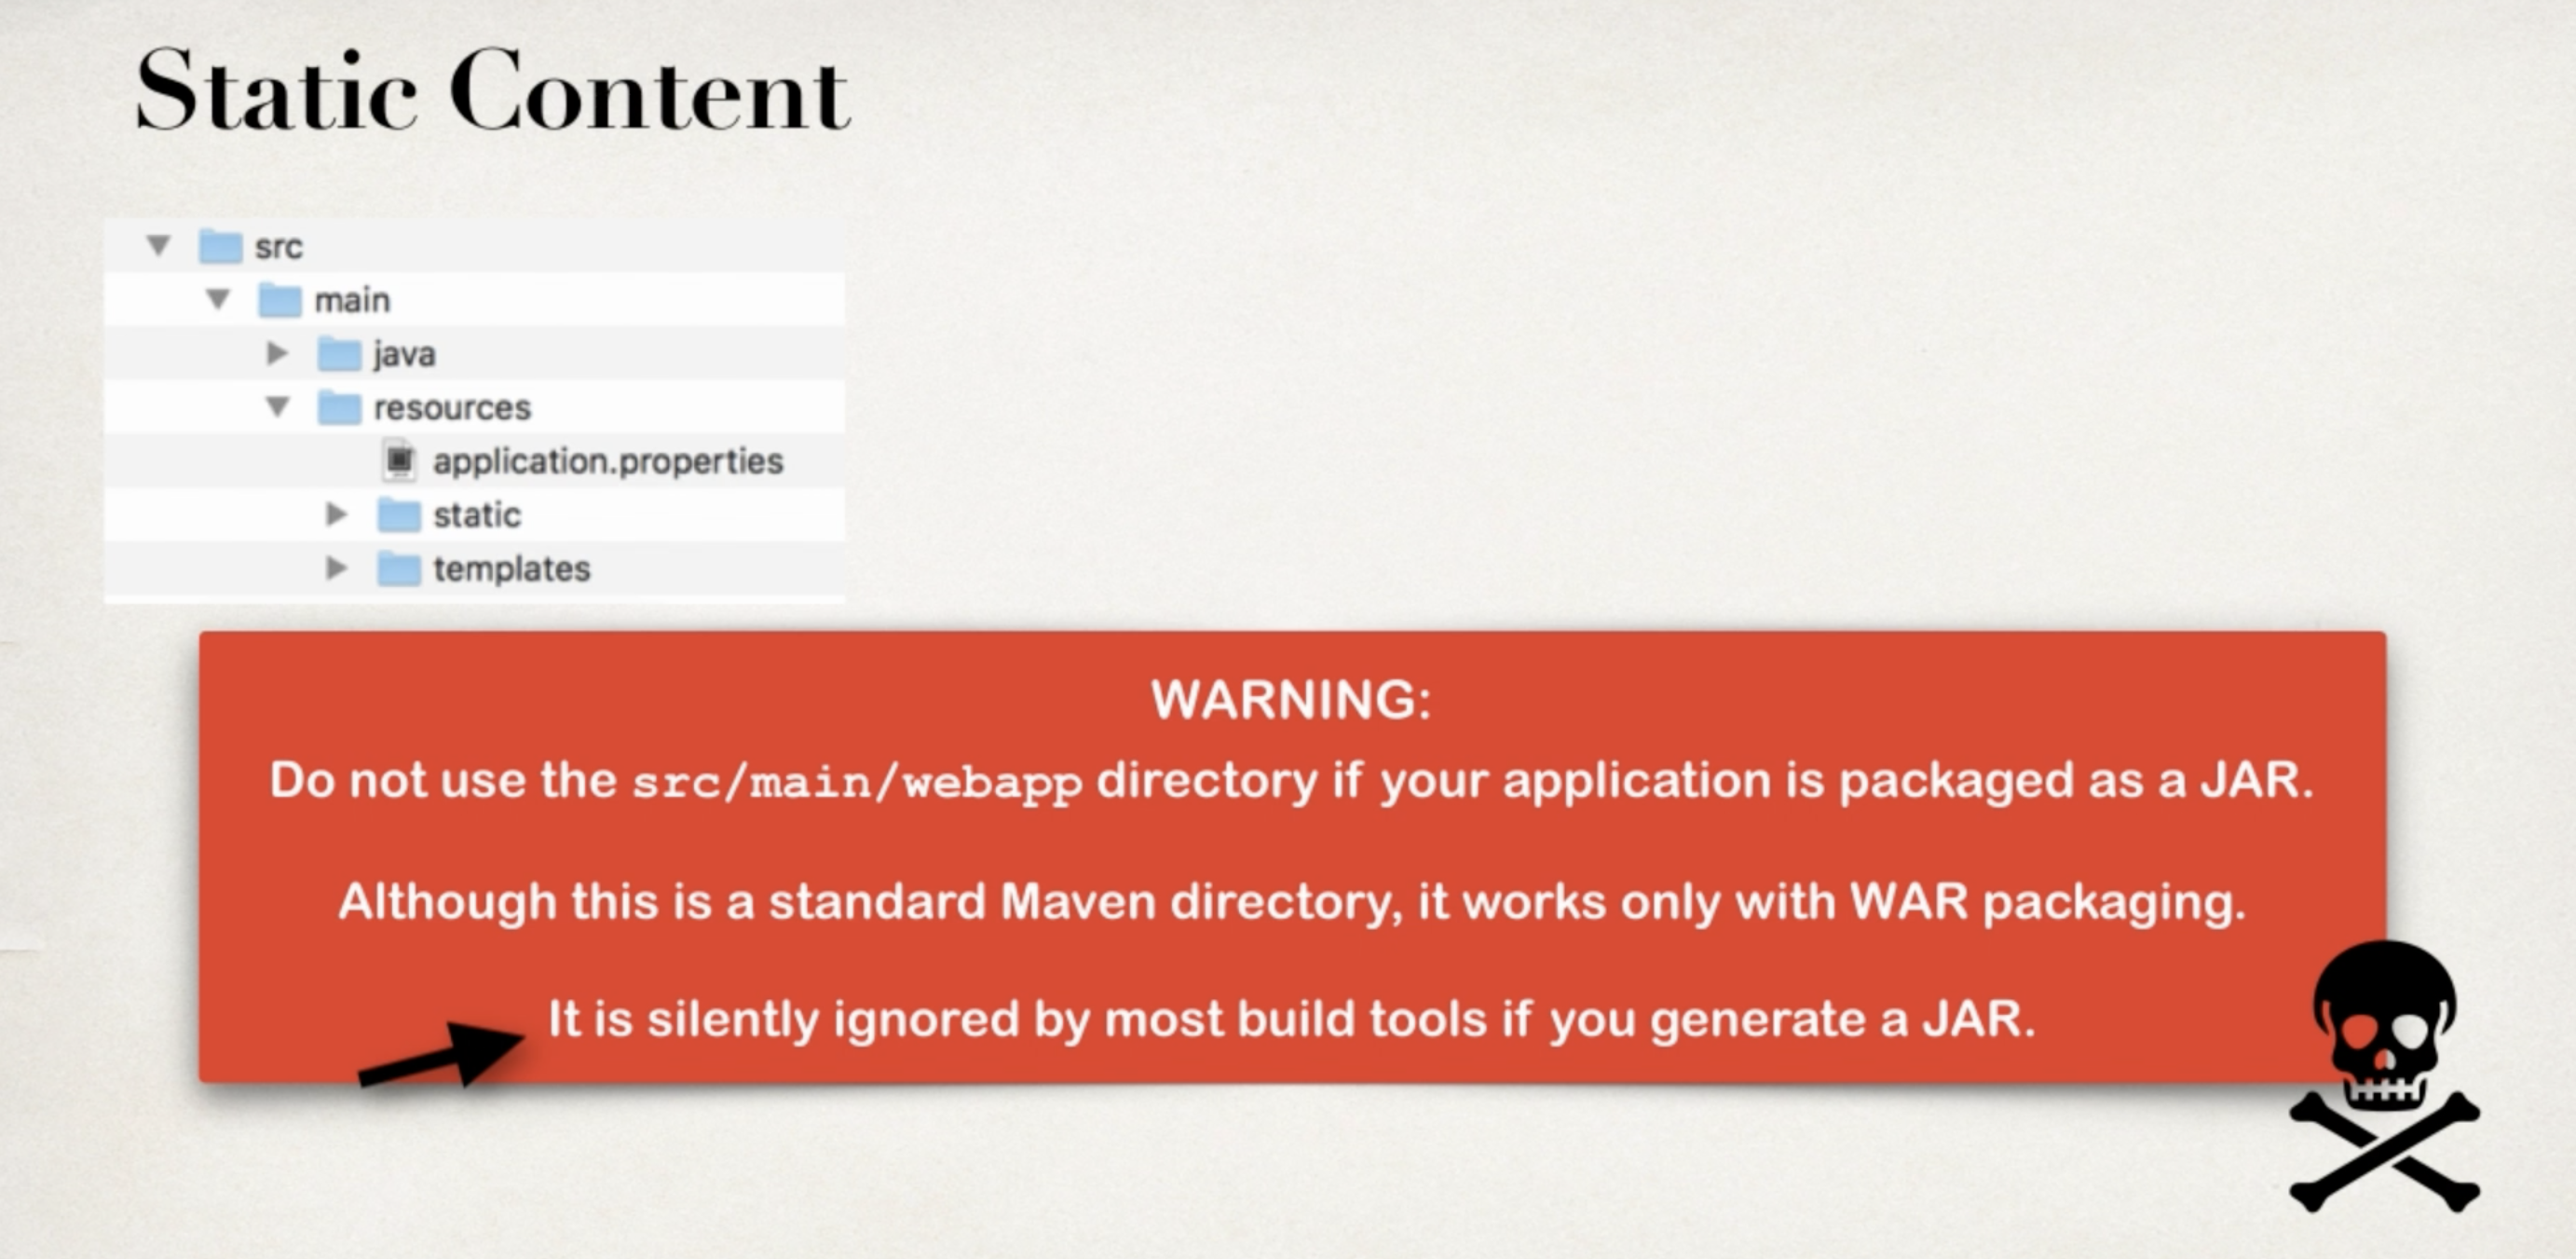 Static Content
src
main
java
resources
application.properties
static
templates
WARNING:
Do not use the src/main/webapp directory if your application is packaged as a JAR.
Although this is a standard Maven directory, it works only with WAR packaging.
It is silently ignored by most build tools if you generate a JAR.